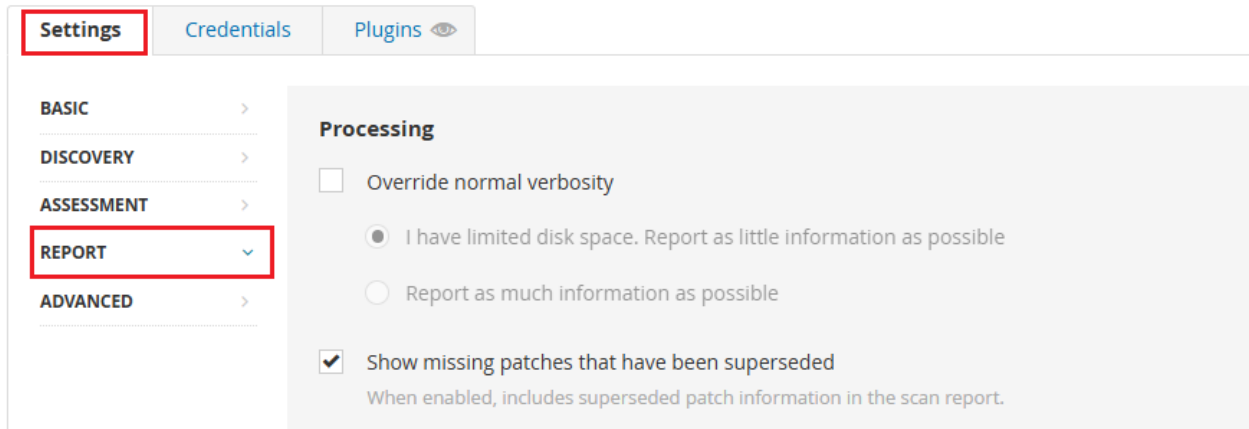 Settings Credentials Plugins
BASIC
DISCOVERY
ASSESSMENT
REPORT
ADVANCED
Processing
Override normal verbosity
I have limited disk space. Report as little information as possible
Report as much information as possible
Show missing patches that have been superseded
When enabled, includes superseded patch information in the scan report.